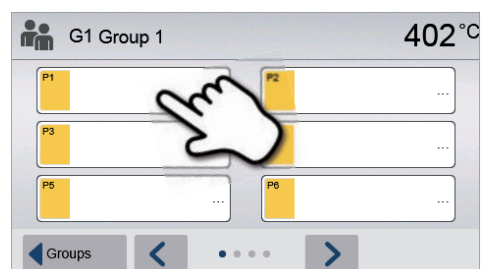 G1 Group 1 402°C
P1 P2 ...
P3
P5 ... P6 ...
Groups